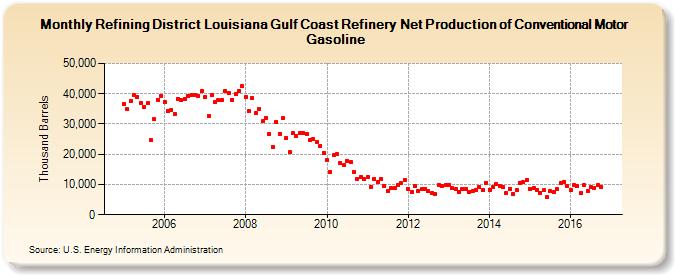 Monthly Refining District Louisiana Gulf Coast Refinery Net Production of Conventional Motor
Gasoline
Thousand Barrels
50,000
40,000
30,000
20,000
10,000
0
2006 2008 2010 2012 2014 2016
Source: U.S. Energy Information Administration